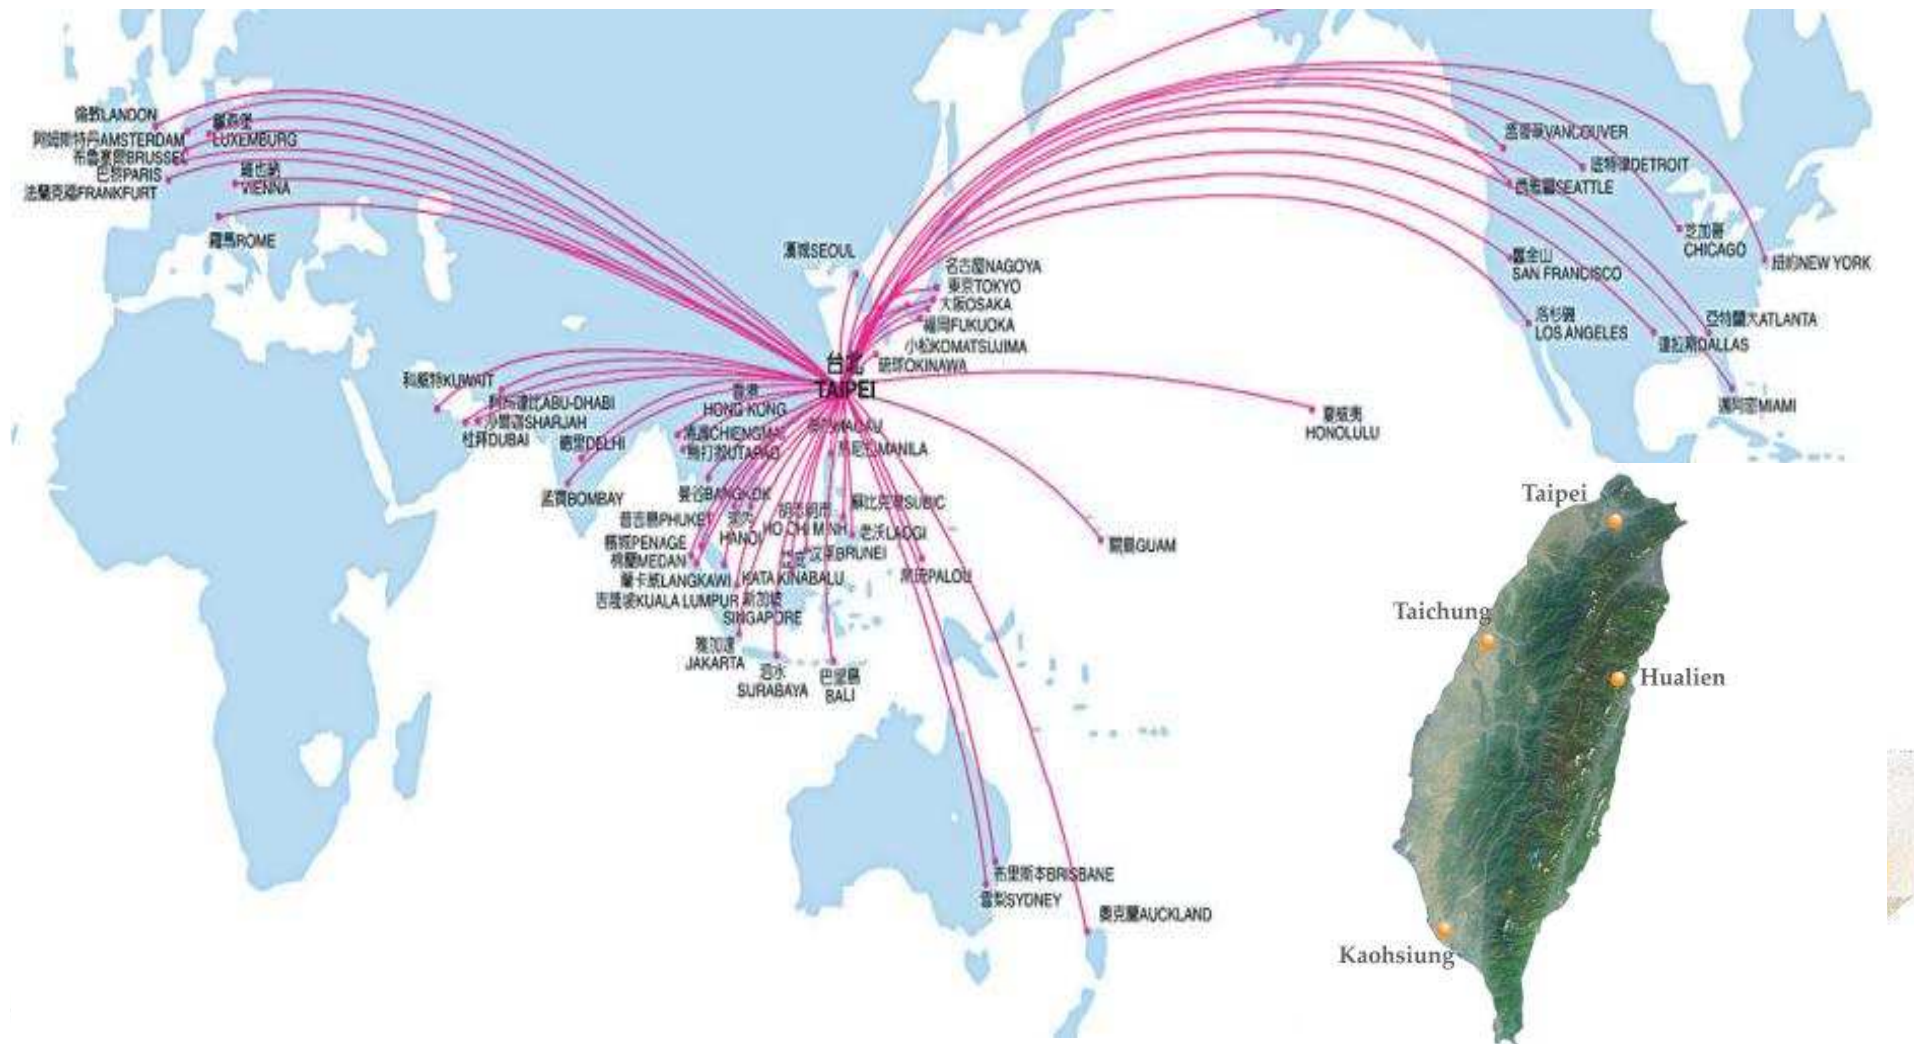 倫敦LANDON
阿姆斯特丹AMSTERDAM
布魯塞爾BRUSSEL
巴黎PARIS
法蘭克福FRANKFURT
盧森堡
LUXEMBURG
維也納
VIENNA
羅馬ROME
漢城SEOUL
名古屋NAGOYA
東京TOKYO
大阪OSAKA
福岡FUKUOKA
小松KOMATSUJIMA
琉球OKINAWA
台北
TAIPEI
科威特KUWAIT
阿布達比ABU-DHABI
沙爾迦SHARJAH
杜拜DUBAI
德里DELHI
孟買BOMBAY
香港
HONG KONG
MACAU
清邁CHIENGMAI
烏打拋UTAPAO
馬尼拉MANILA
曼谷BANGKOK
蘇比克灣SUBIC
普吉島PHUKET
河內
HANOI
胡志明市
HO CHI MINH
老沃LAOGI
檳城PENAGE
棉蘭MEDAN
汶萊BRUNEI
蘭卡威LANGKAWI
KATA KINABALU
帛琉PALOU
吉隆坡KUALA LUMPUR
新加坡
SINGAPORE
雅加達
JAKARTA
泗水
SURABAYA
巴里島
BALI
關島GUAM
夏威夷
HONOLULU
布里斯本BRISBANE
雪梨SYDNEY
奧克蘭AUCKLAND
溫哥華VANCOUVER
底特律DETROIT
西雅圖SEATTLE
芝加哥
CHICAGO
紐約NEW YORK
舊金山
SAN FRANCISCO
洛杉磯
LOS ANGELES
亞特蘭大ATLANTA
達拉斯DALLAS
邁阿密MIAMI
Taipei
Taichung
Hualien
Kaohsiung